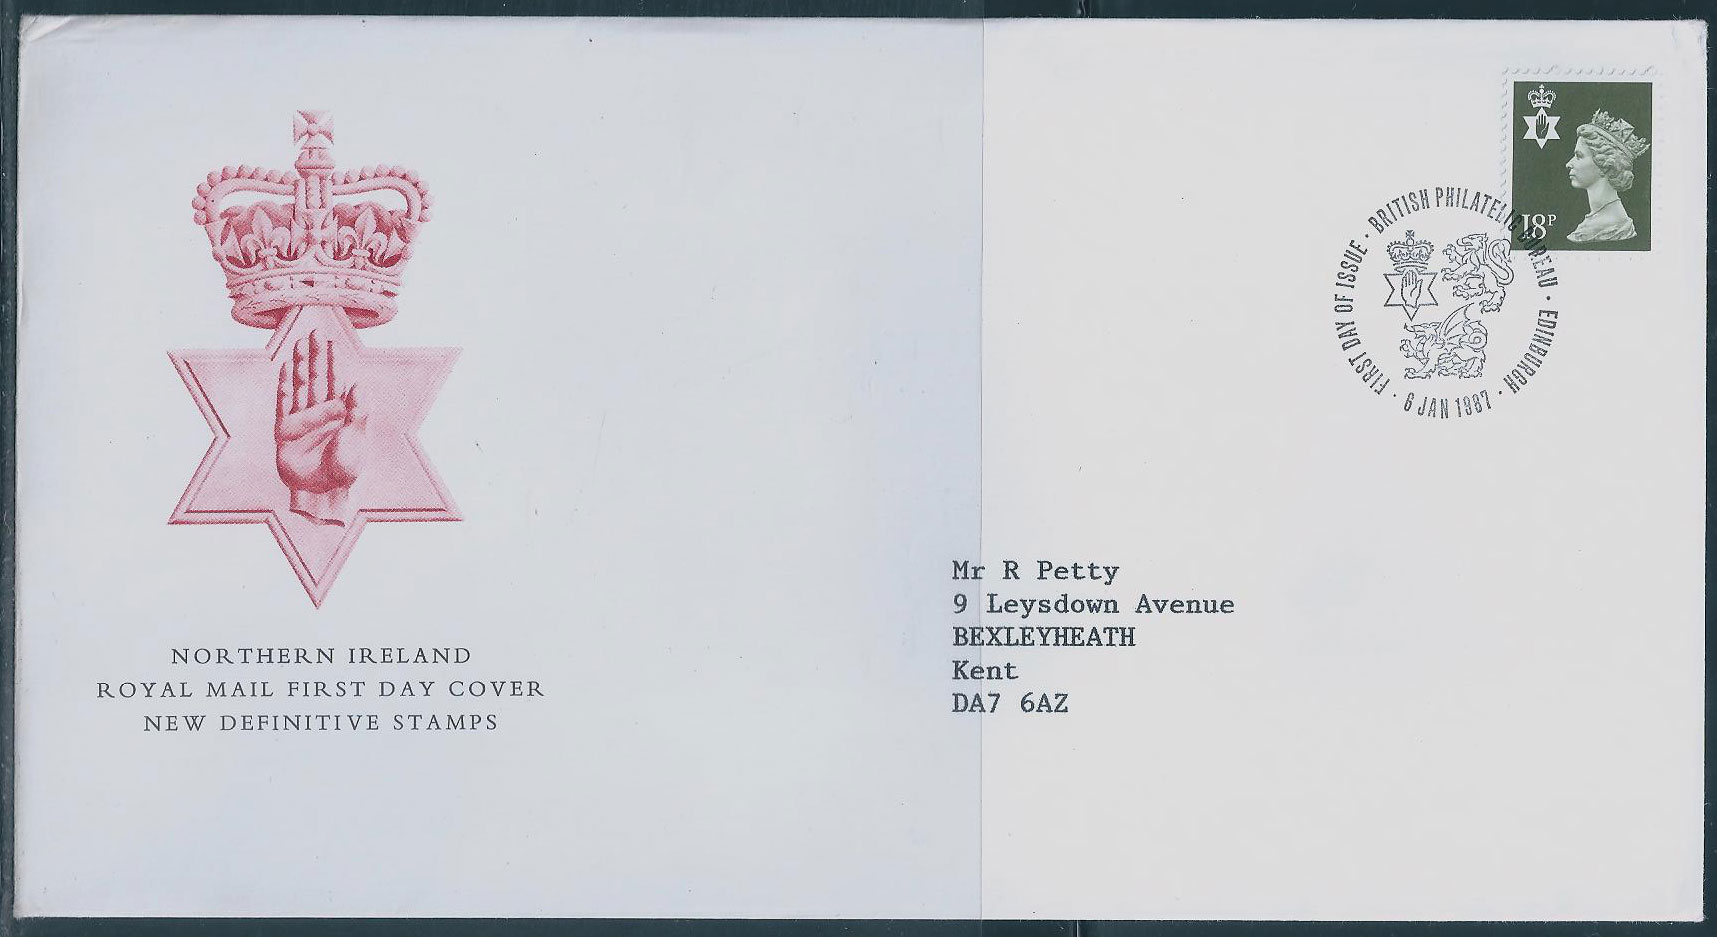 18P
FIRST DAY OF ISSUE · BRITISH PHILATELIC BUREAU · EDINBURGH · 6 JAN 1987 ·
Mr R Petty
9 Leysdown Avenue
BEXLEYHEATH
Kent
DA7 6AZ
NORTHERN IRELAND
ROYAL MAIL FIRST DAY COVER
NEW DEFINITIVE STAMPS